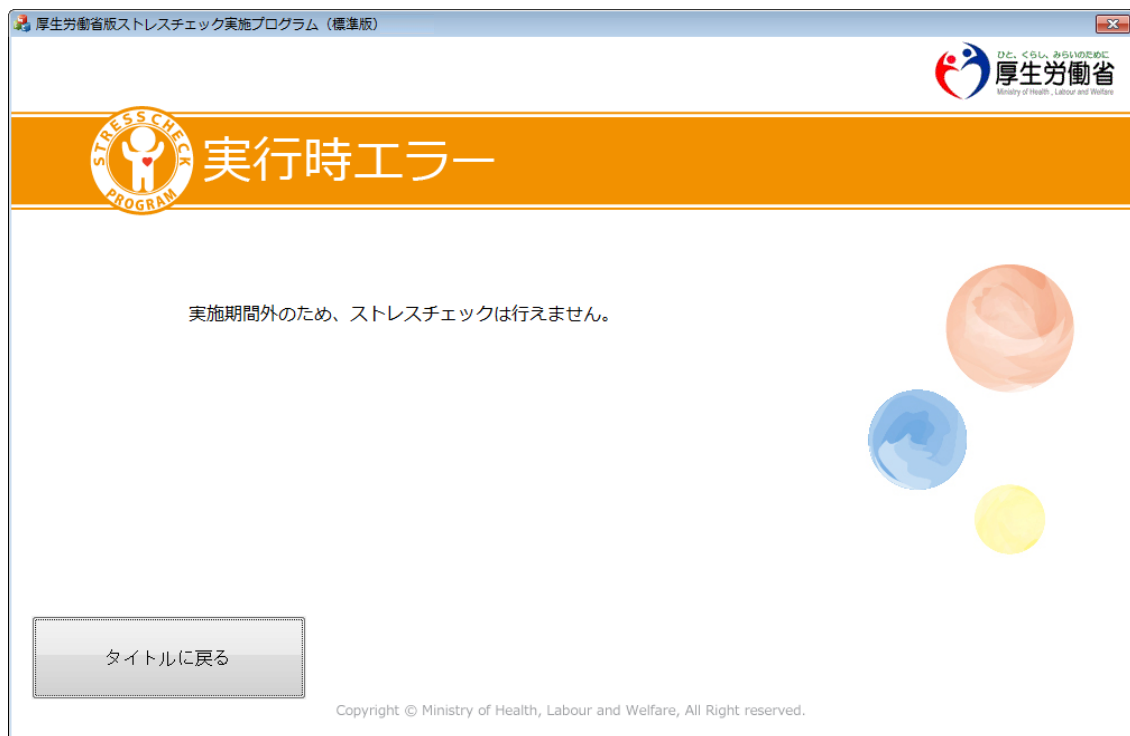 厚生労働省版ストレスチェック実施プログラム（標準版）
ひと、くらし、みらいのために
厚生労働省
Ministry of Health, Labour and Welfare
STRESS CHECK PROGRAM
実行時エラー
実施期間外のため、ストレスチェックは行えません。
タイトルに戻る
Copyright © Ministry of Health, Labour and Welfare, All Right reserved.